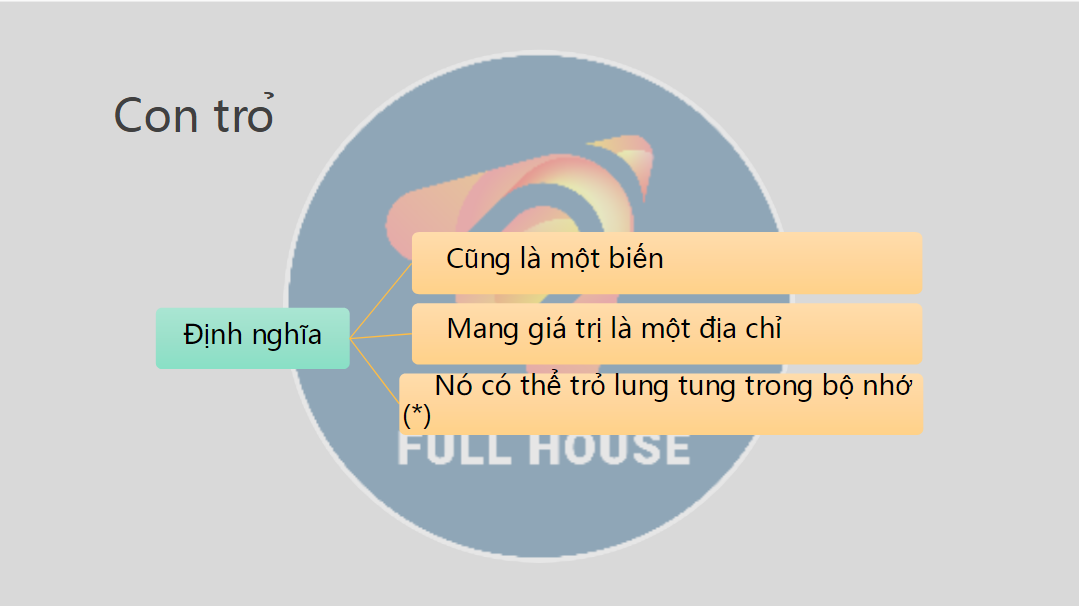 Con trỏ
Cũng là một biến
Định nghĩa
Mang giá trị là một địa chỉ
Nó có thể trỏ lung tung trong bộ nhớ
(*)
FULL HOUSE